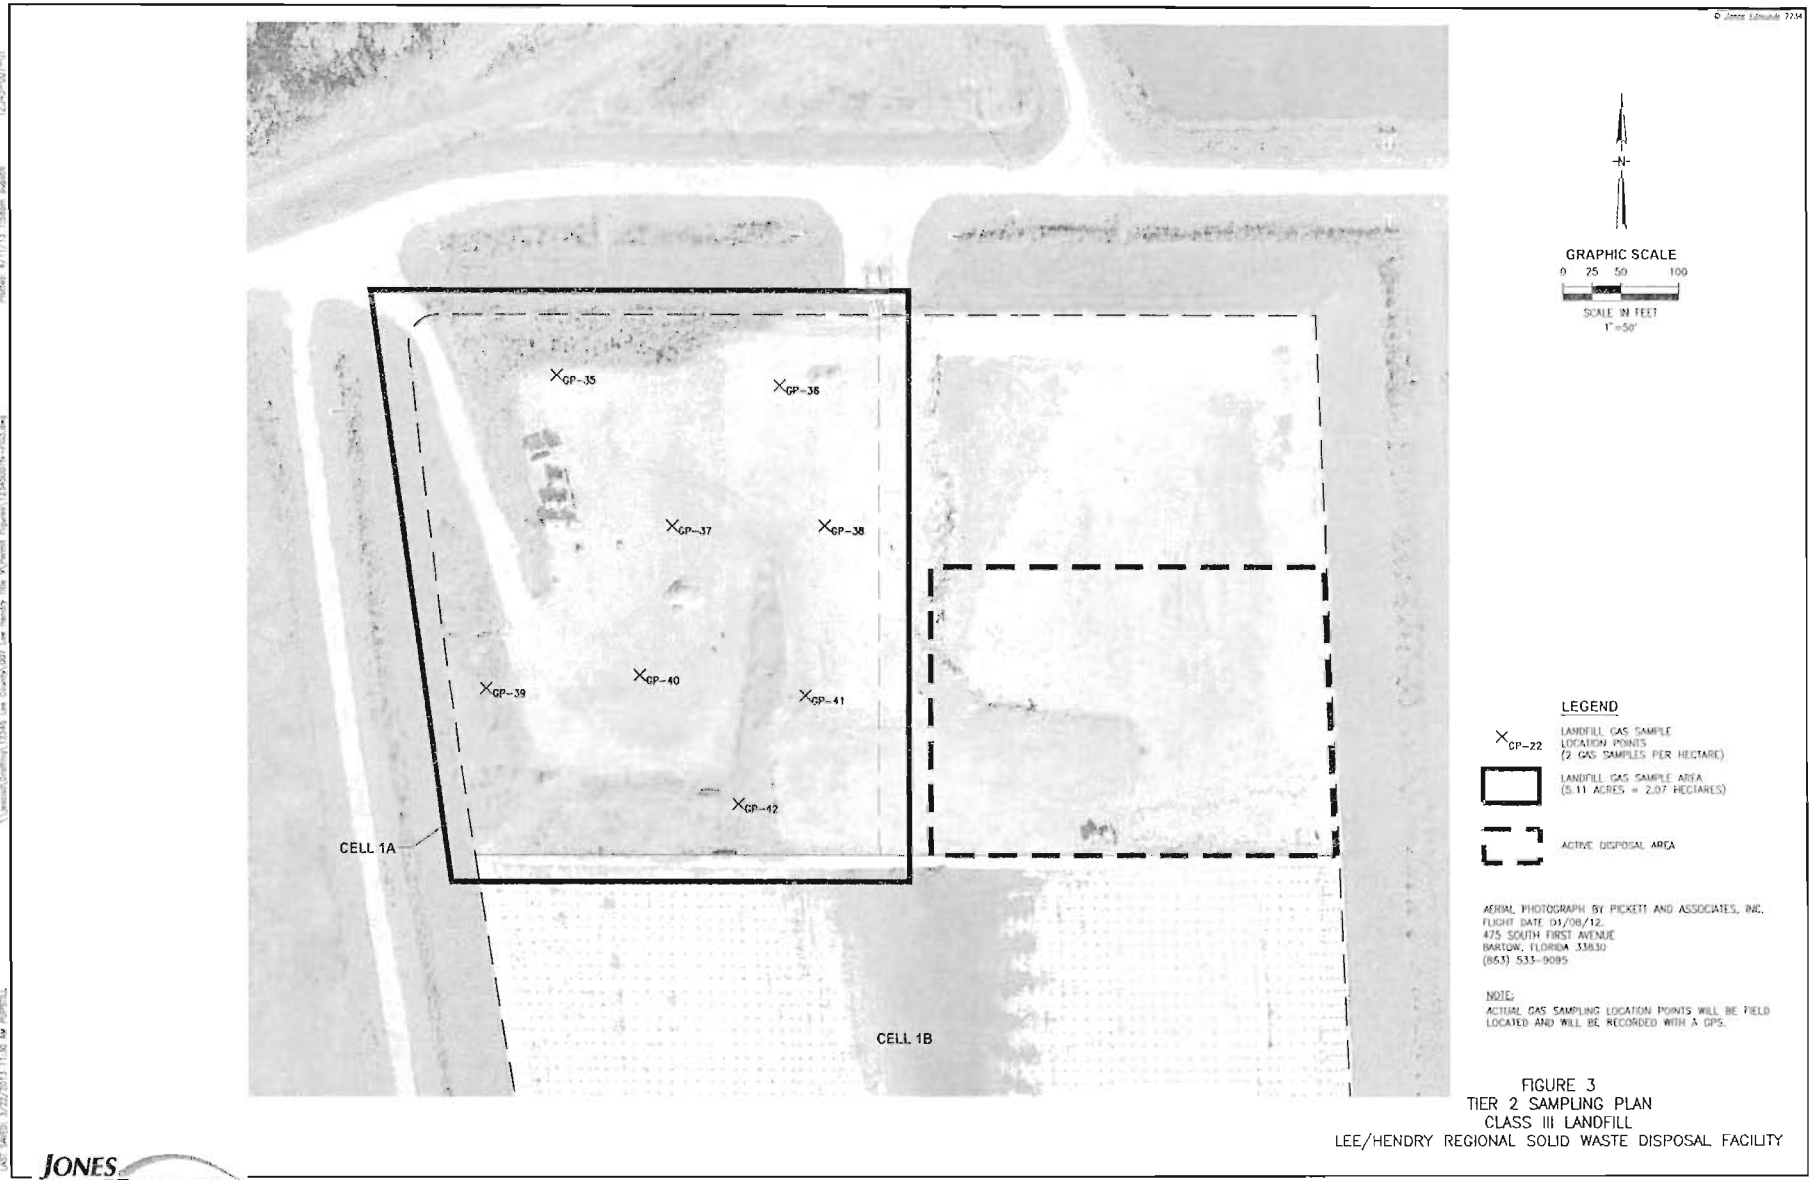 © Jones Edmunds 7234
-N-
GRAPHIC SCALE
0 25 50 100
SCALE IN FEET
1"=50'
GP-35
GP-36
GP-37
GP-38
GP-39
GP-40
GP-41
GP-42
CELL 1A
CELL 1B
LEGEND
GP-22
LANDFILL GAS SAMPLE
LOCATION POINTS
(2 GAS SAMPLES PER HECTARE)
LANDFILL GAS SAMPLE AREA
(5.11 ACRES = 2.07 HECTARES)
ACTIVE DISPOSAL AREA
AERIAL PHOTOGRAPH BY PICKETT AND ASSOCIATES, INC.
FLIGHT DATE 01/08/12.
475 SOUTH FIRST AVENUE
BARTOW, FLORIDA 33830
(863) 533-9095
NOTE:
ACTUAL GAS SAMPLING LOCATION POINTS WILL BE FIELD
LOCATED AND WILL BE RECORDED WITH A GPS.
FIGURE 3
TIER 2 SAMPLING PLAN
CLASS III LANDFILL
LEE/HENDRY REGIONAL SOLID WASTE DISPOSAL FACILITY
JONES